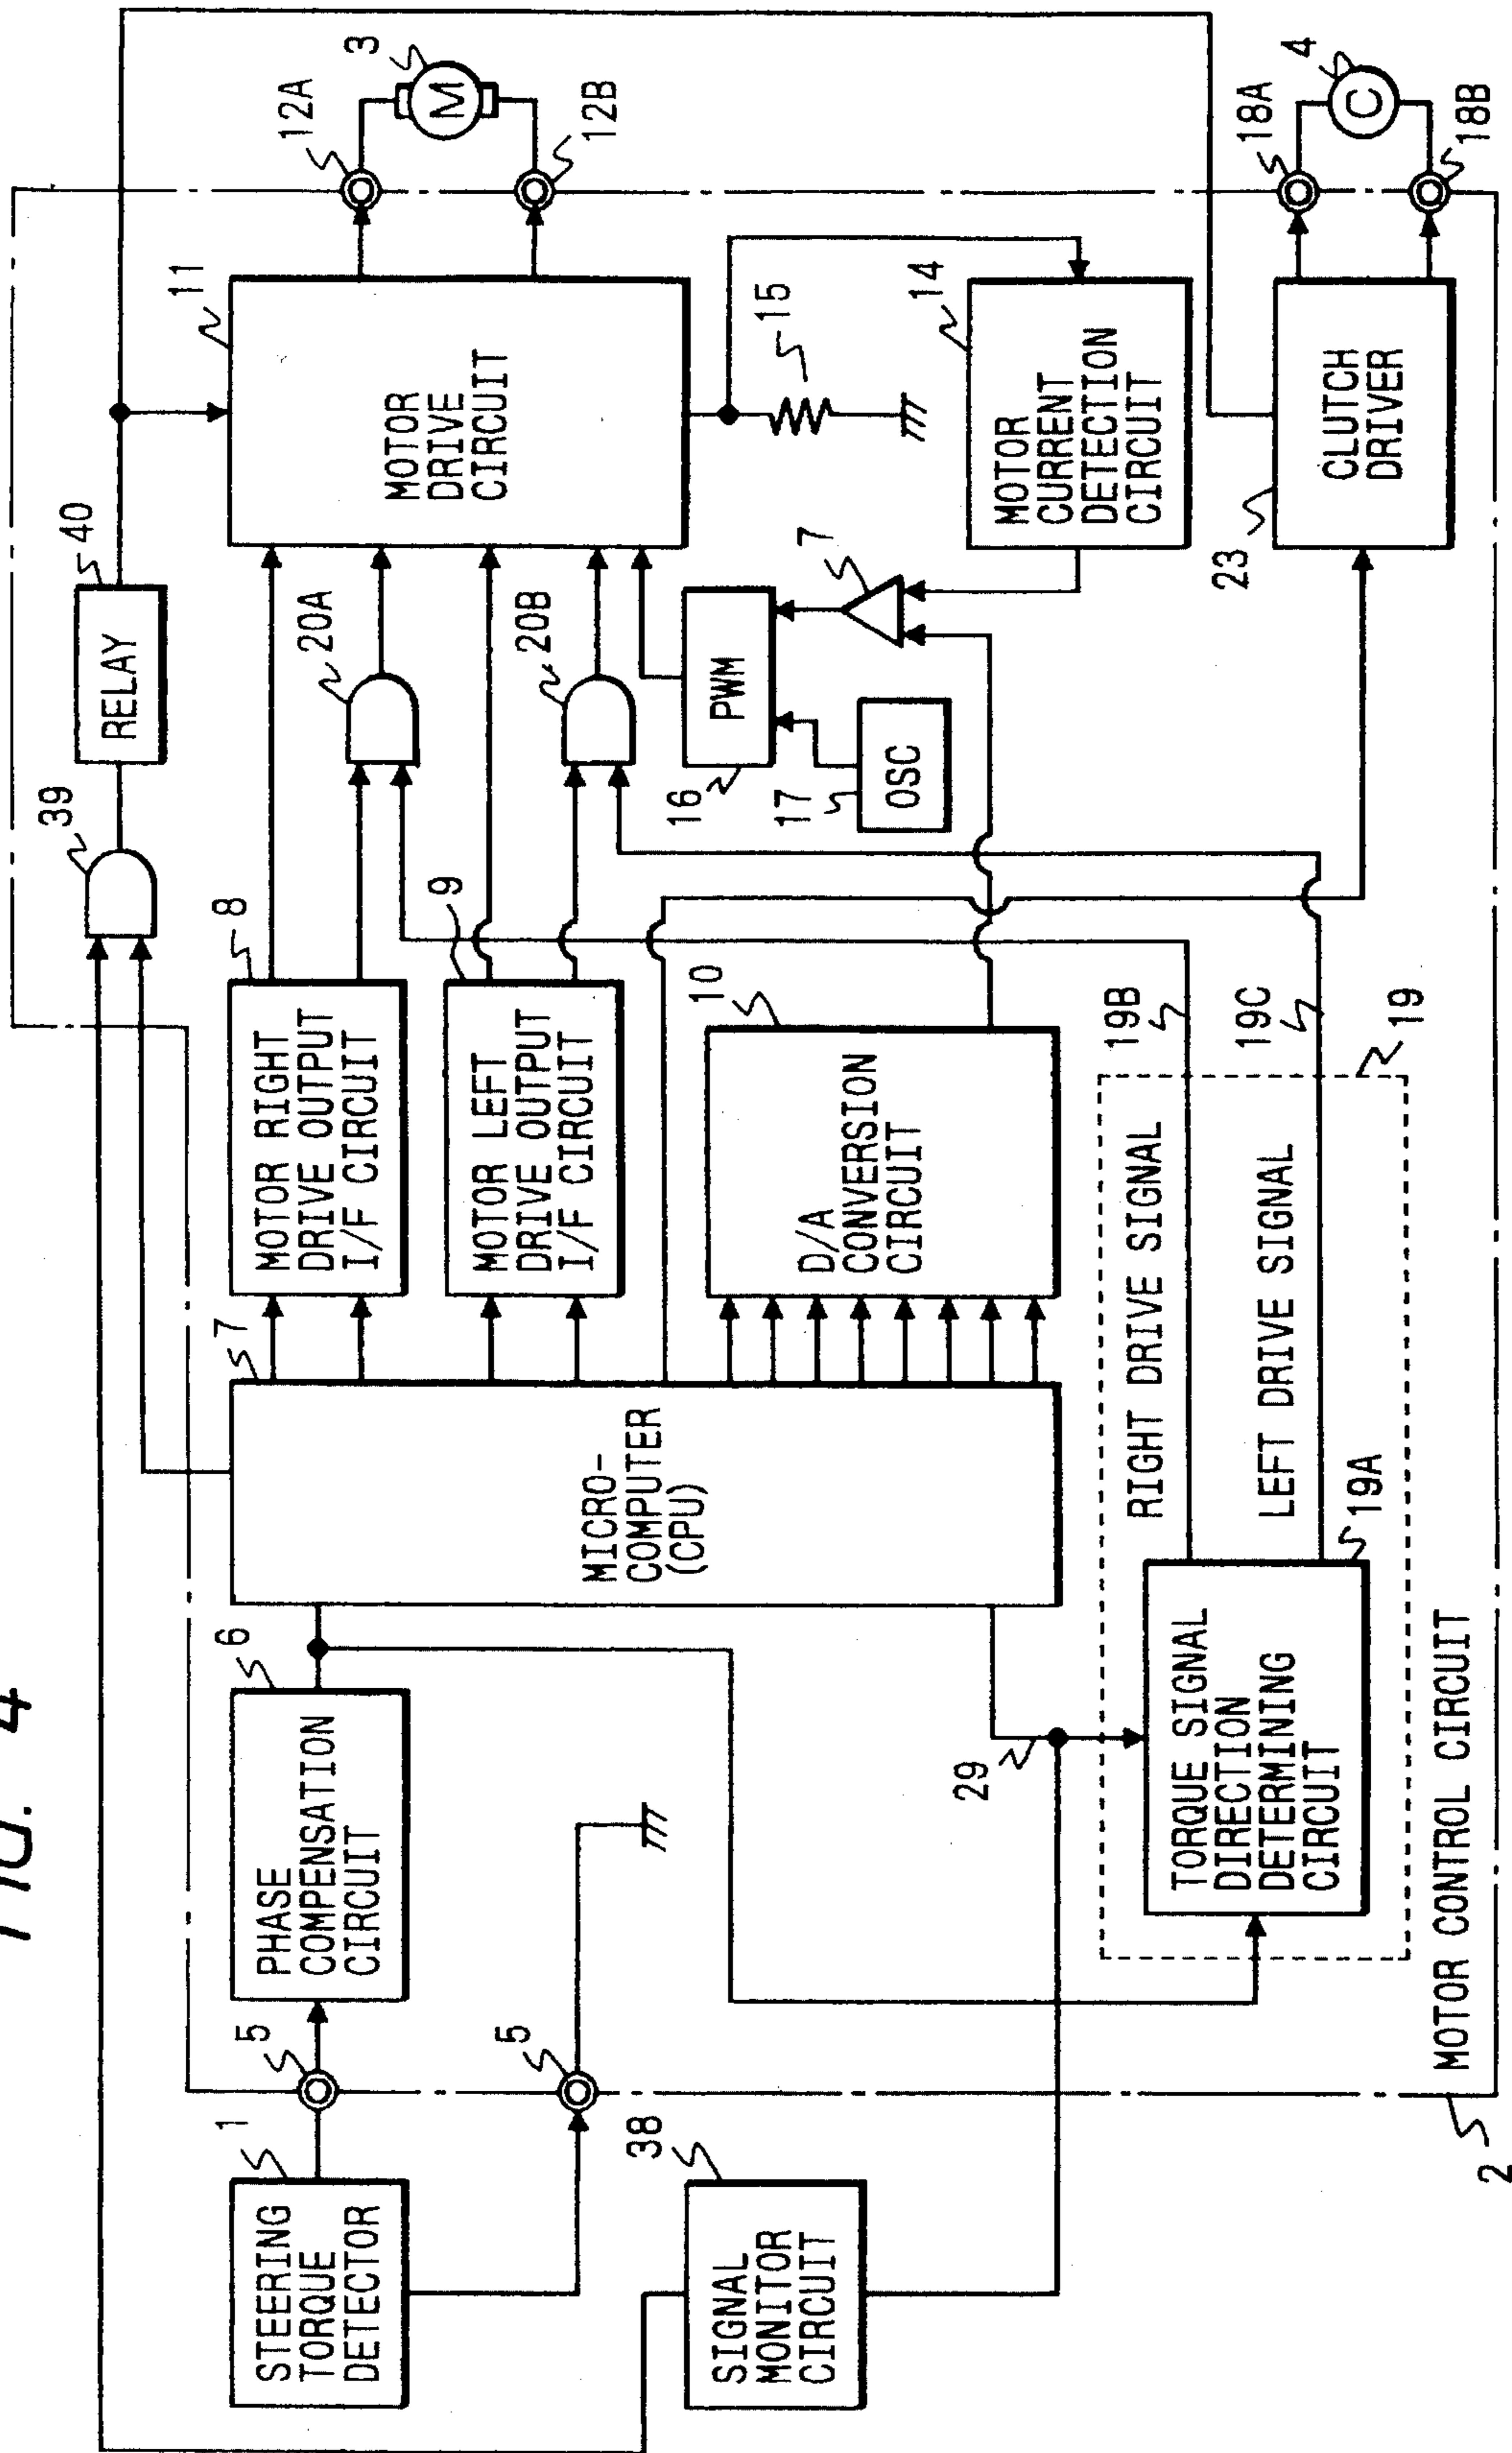 FIG. 4
39
40
RELAY
1
STEERING
TORQUE
DETECTOR
5
6
PHASE
COMPENSATION
CIRCUIT
7
MICRO-
COMPUTER
(CPU)
8
MOTOR RIGHT
DRIVE OUTPUT
I/F CIRCUIT
9
MOTOR LEFT
DRIVE OUTPUT
I/F CIRCUIT
20A
20B
11
MOTOR
DRIVE
CIRCUIT
12A
3
M
12B
5
38
SIGNAL
MONITOR
CIRCUIT
10
D/A
CONVERSION
CIRCUIT
16
PWM
17
OSC
7
15
14
MOTOR
CURRENT
DETECTION
CIRCUIT
29
RIGHT DRIVE SIGNAL
19B
TORQUE SIGNAL
DIRECTION
DETERMINING
CIRCUIT
LEFT DRIVE SIGNAL
19C
19A
19
23
CLUTCH
DRIVER
18A
4
C
18B
MOTOR CONTROL CIRCUIT
2